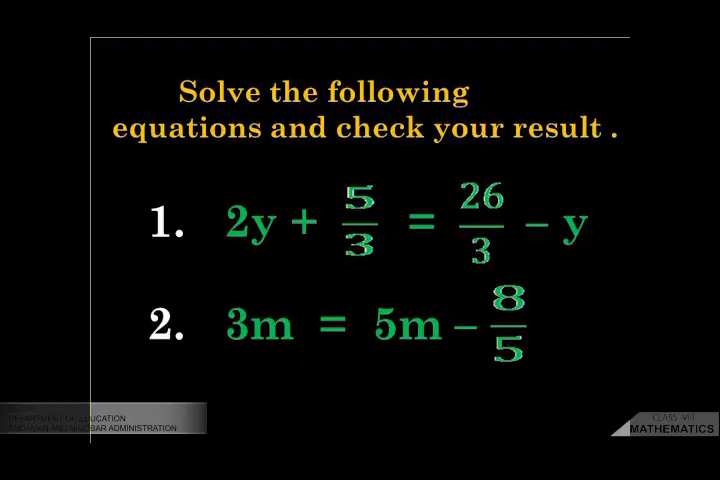 Solve the following
equations and check your result .
1. 2y + 5/3 = 26/3 – y
2. 3m = 5m – 8/5
DEPARTMENT OF EDUCATION
ANDAMAN AND NICOBAR ADMINISTRATION
CLASS -VIII
MATHEMATICS